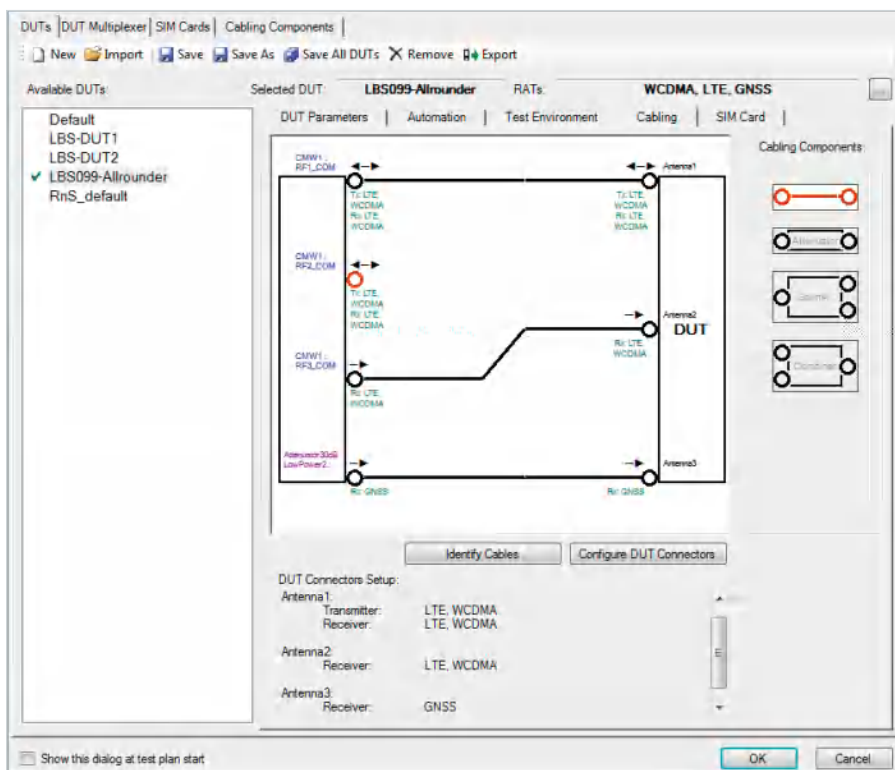 DUTs DUT Multiplexer SIM Cards Cabling Components
New Import Save Save As Save All DUTs Remove Export
Available DUTs: Selected DUT: LBS099-Allrounder RATs: WCDMA, LTE, GNSS ...
Default
LBS-DUT1
LBS-DUT2
LBS099-Allrounder
RnS_default
DUT Parameters Automation Test Environment Cabling SIM Card
Cabling Components
CMW1:
RF1_COM
Antenna1
Tx: LTE,
WCDMA
Rx: LTE,
WCDMA
Tx: LTE,
WCDMA
Rx: LTE,
WCDMA
Attenuator
CMW1:
RF2_COM
Tx: LTE,
WCDMA
Rx: LTE,
WCDMA
Antenna2
DUT
Rx: LTE,
WCDMA
Splitter
CMW1:
RF3_COM
Rx: LTE,
WCDMA
Combiner
Attenuator30dB
LowPower2:
Antenna3
Rx: GNSS
Rx: GNSS
Identify Cables Configure DUT Connectors
DUT Connectors Setup:
Antenna1:
Transmitter: LTE, WCDMA
Receiver: LTE, WCDMA
Antenna2:
Receiver: LTE, WCDMA
Antenna3:
Receiver: GNSS
Show this dialog at test plan start
OK Cancel